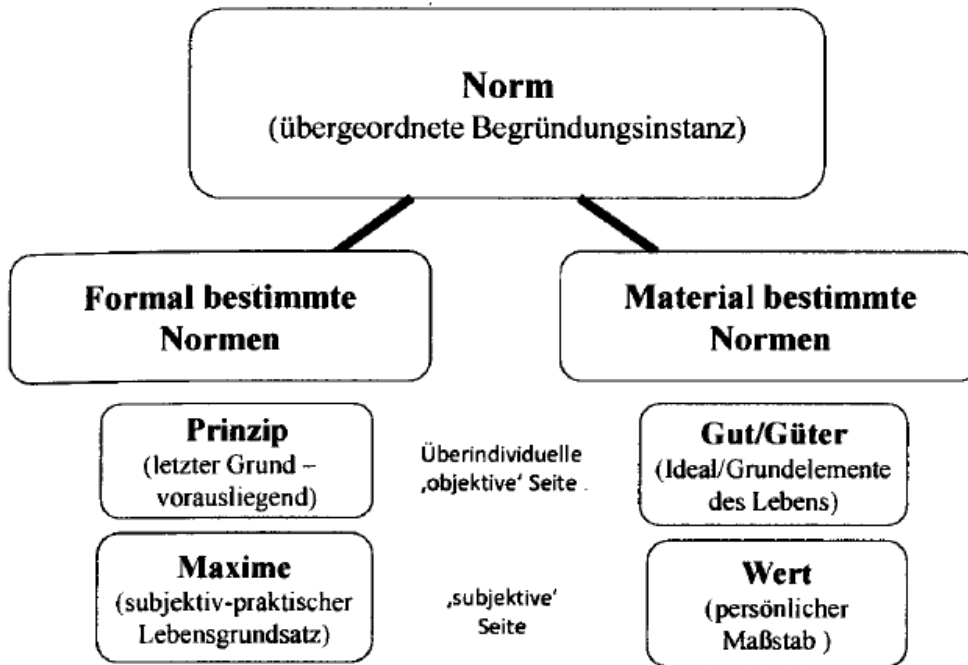 Norm
(übergeordnete Begründungsinstanz)
Formal bestimmte
Normen
Material bestimmte
Normen
Prinzip
(letzter Grund –
vorausliegend)
Überindividuelle
‚objektive‘ Seite .
Gut/Güter
(Ideal/Grundelemente
des Lebens)
Maxime
(subjektiv-praktischer
Lebensgrundsatz)
‚subjektive‘
Seite
Wert
(persönlicher
Maßstab )